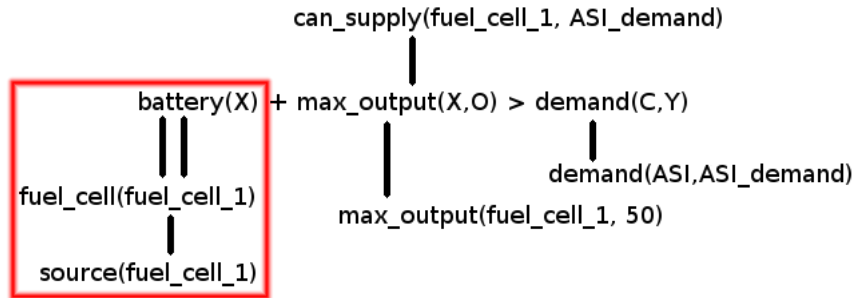 can_supply(fuel_cell_1, ASI_demand)
battery(X) + max_output(X,O) > demand(C,Y)
demand(ASI,ASI_demand)
fuel_cell(fuel_cell_1)
max_output(fuel_cell_1, 50)
source(fuel_cell_1)